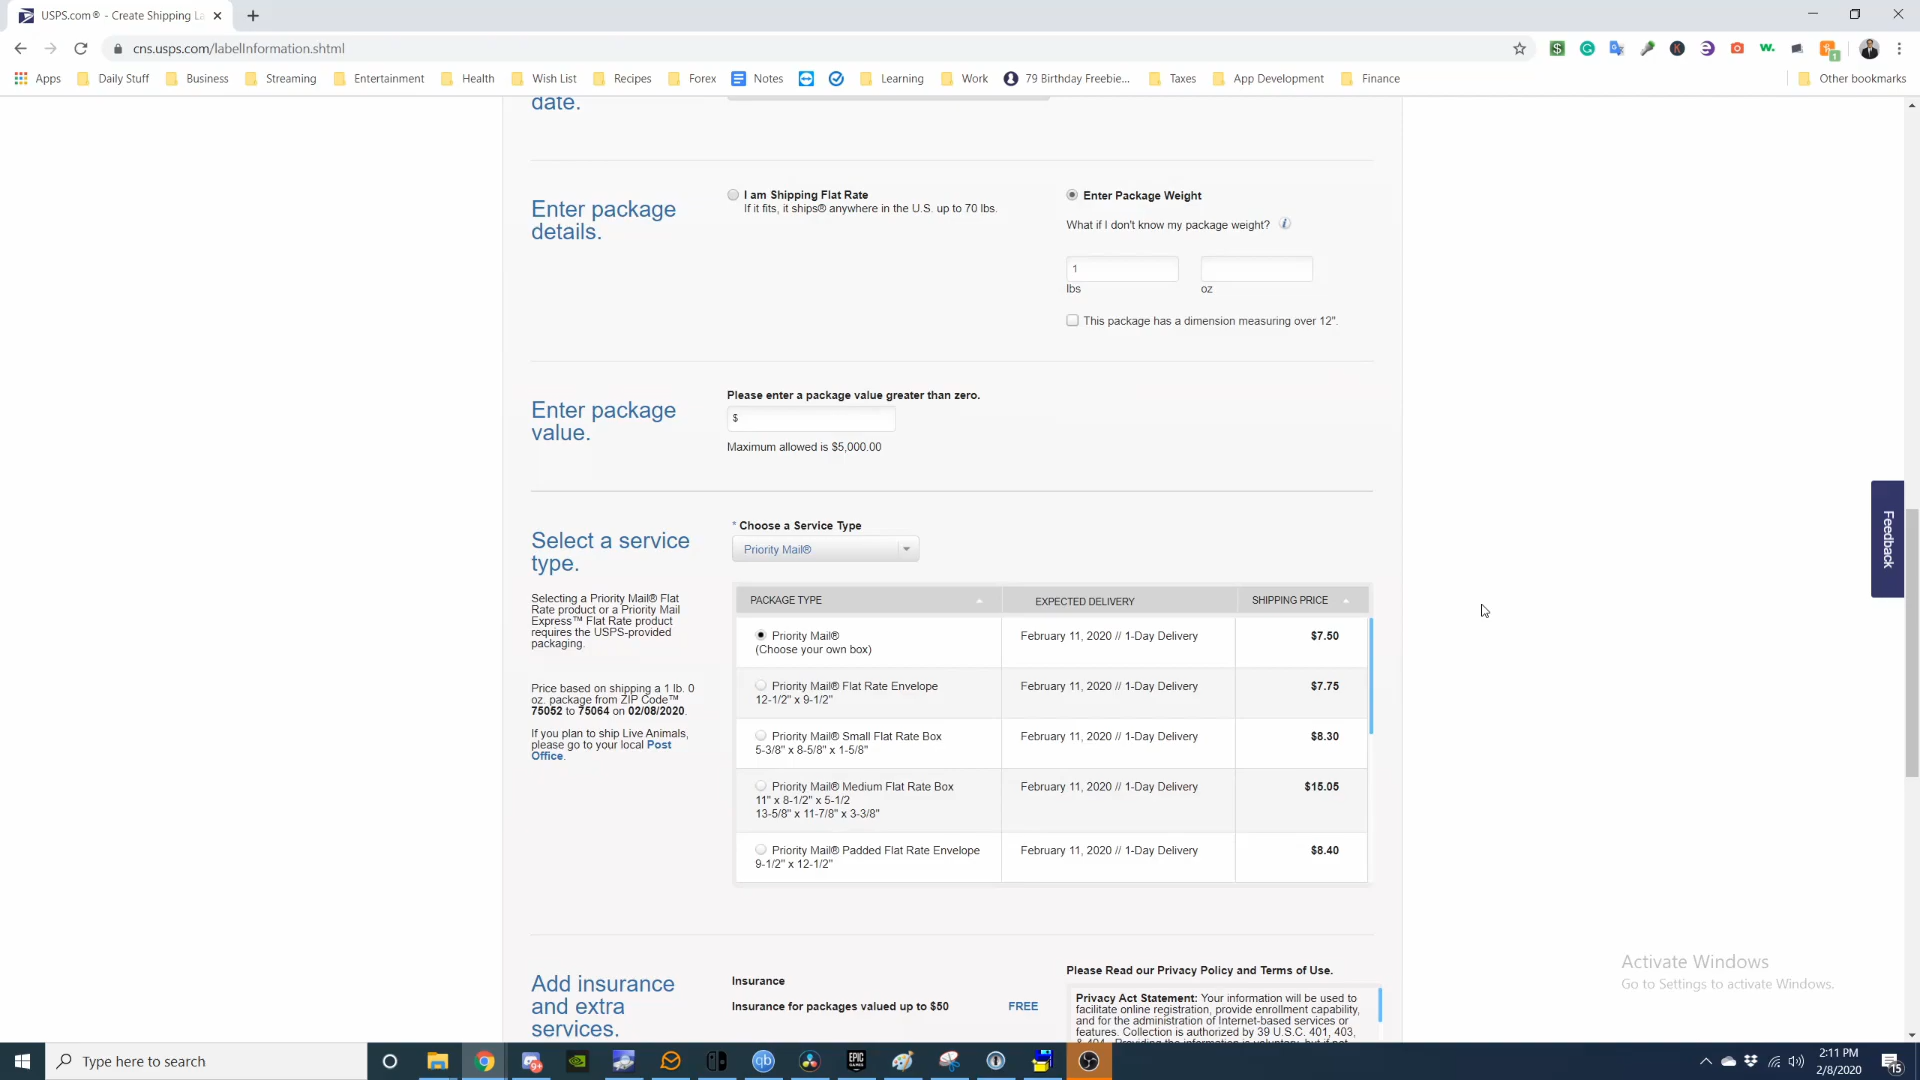 USPS.com® - Create Shipping La
cns.usps.com/labelInformation.shtml
Apps Daily Stuff Business Streaming Entertainment Health Wish List Recipes Forex Notes Learning Work 79 Birthday Freebie... Taxes App Development Finance Other bookmarks
date.
Enter package
details.
I am Shipping Flat Rate
If it fits, it ships® anywhere in the U.S. up to 70 lbs.
Enter Package Weight
What if I don't know my package weight? i
1
lbs oz
This package has a dimension measuring over 12".
Enter package
value.
Please enter a package value greater than zero.
$
Maximum allowed is $5,000.00
Select a service
type.
Selecting a Priority Mail® Flat
Rate product or a Priority Mail
Express™ Flat Rate product
requires the USPS-provided
packaging.
Price based on shipping a 1 lb. 0
oz. package from ZIP Code™
75052 to 75064 on 02/08/2020.
If you plan to ship Live Animals,
please go to your local Post
Office.
* Choose a Service Type
Priority Mail®
PACKAGE TYPE EXPECTED DELIVERY SHIPPING PRICE
Priority Mail® February 11, 2020 // 1-Day Delivery $7.50
(Choose your own box)
Priority Mail® Flat Rate Envelope February 11, 2020 // 1-Day Delivery $7.75
12-1/2" x 9-1/2"
Priority Mail® Small Flat Rate Box February 11, 2020 // 1-Day Delivery $8.30
5-3/8" x 8-5/8" x 1-5/8"
Priority Mail® Medium Flat Rate Box February 11, 2020 // 1-Day Delivery $15.05
11" x 8-1/2" x 5-1/2
13-5/8" x 11-7/8" x 3-3/8"
Priority Mail® Padded Flat Rate Envelope February 11, 2020 // 1-Day Delivery $8.40
9-1/2" x 12-1/2"
Feedback
Add insurance
and extra
services.
Insurance
Insurance for packages valued up to $50 FREE
Please Read our Privacy Policy and Terms of Use.
Privacy Act Statement: Your information will be used to
facilitate online registration, provide enrollment capability,
and for the administration of Internet-based services or
features. Collection is authorized by 39 U.S.C. 401, 403,
Activate Windows
Go to Settings to activate Windows.
Type here to search
9+
qb
EPIC
GAMES
2:11 PM
2/8/2020
15